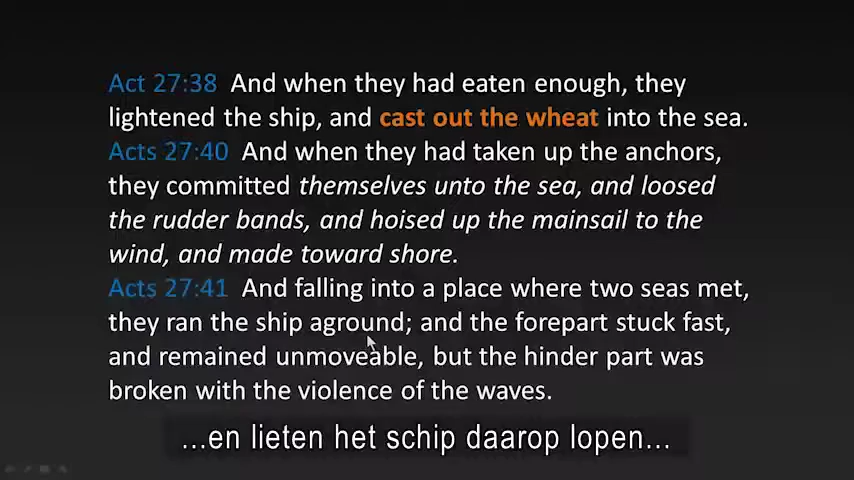 Act 27:38 And when they had eaten enough, they
lightened the ship, and cast out the wheat into the sea.
Acts 27:40 And when they had taken up the anchors,
they committed themselves unto the sea, and loosed
the rudder bands, and hoised up the mainsail to the
wind, and made toward shore.
Acts 27:41 And falling into a place where two seas met,
they ran the ship aground; and the forepart stuck fast,
and remained unmoveable, but the hinder part was
broken with the violence of the waves.
...en lieten het schip daarop lopen...